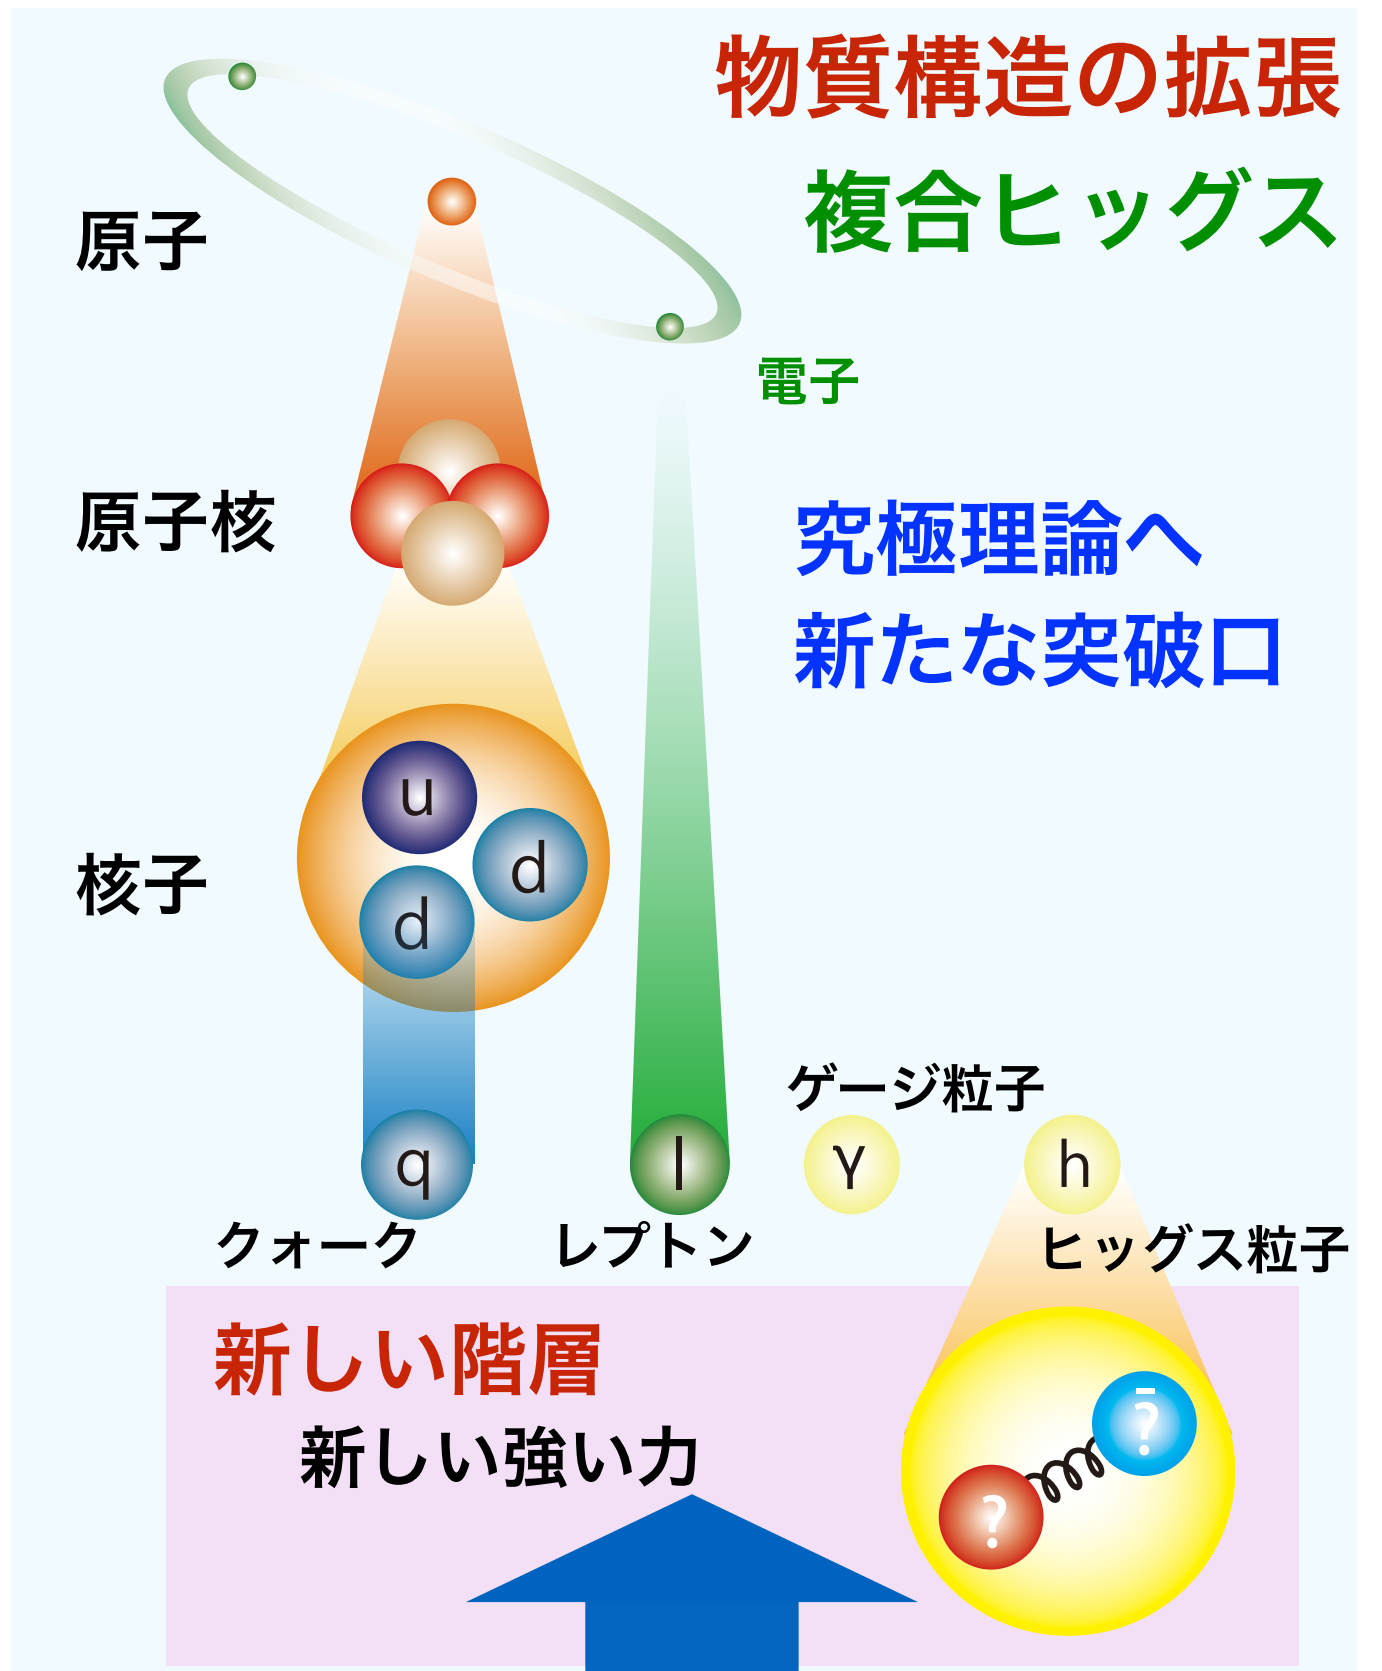 物質構造の拡張
複合ヒッグス
原子
電子
原子核
究極理論へ
新たな突破口
u
d
核子
d
ゲージ粒子
q
l
γ
h
クォーク
レプトン
ヒッグス粒子
新しい階層
新しい強い力
?̄
?